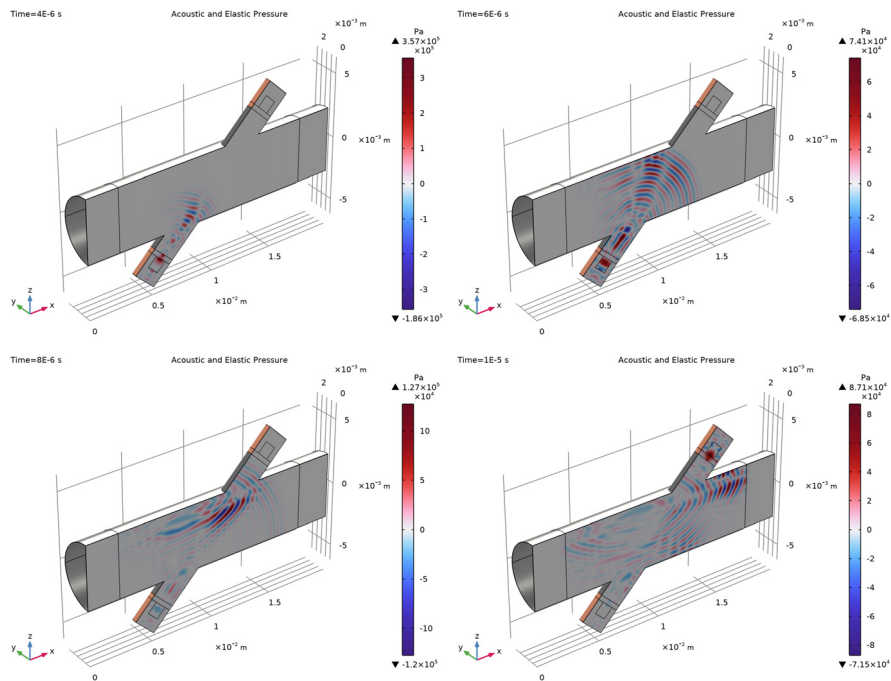 Time=4E-6 s Acoustic and Elastic Pressure
×10⁻³ m
2
0
5
0 ×10⁻³ m
-5
1.5
1
0.5 ×10⁻² m
0
y z x
Pa
▲ 3.57×10⁵
×10⁵
3
2
1
0
-1
-2
-3
▼ -1.86×10⁵
Time=6E-6 s Acoustic and Elastic Pressure
×10⁻³ m
2
0
5
0 ×10⁻³ m
-5
1.5
1
0.5 ×10⁻² m
0
y z x
Pa
▲ 7.41×10⁴
×10⁴
6
4
2
0
-2
-4
-6
▼ -6.85×10⁴
Time=8E-6 s Acoustic and Elastic Pressure
×10⁻³ m
2
0
5
0 ×10⁻³ m
-5
1.5
1
0.5 ×10⁻² m
0
y z x
Pa
▲ 1.27×10⁵
×10⁴
10
5
0
-5
-10
▼ -1.2×10⁵
Time=1E-5 s Acoustic and Elastic Pressure
×10⁻³ m
2
0
5
0 ×10⁻³ m
-5
1.5
1
0.5 ×10⁻² m
0
y z x
Pa
▲ 8.71×10⁴
×10⁴
8
6
4
2
0
-2
-4
-6
-8
▼ -7.15×10⁴